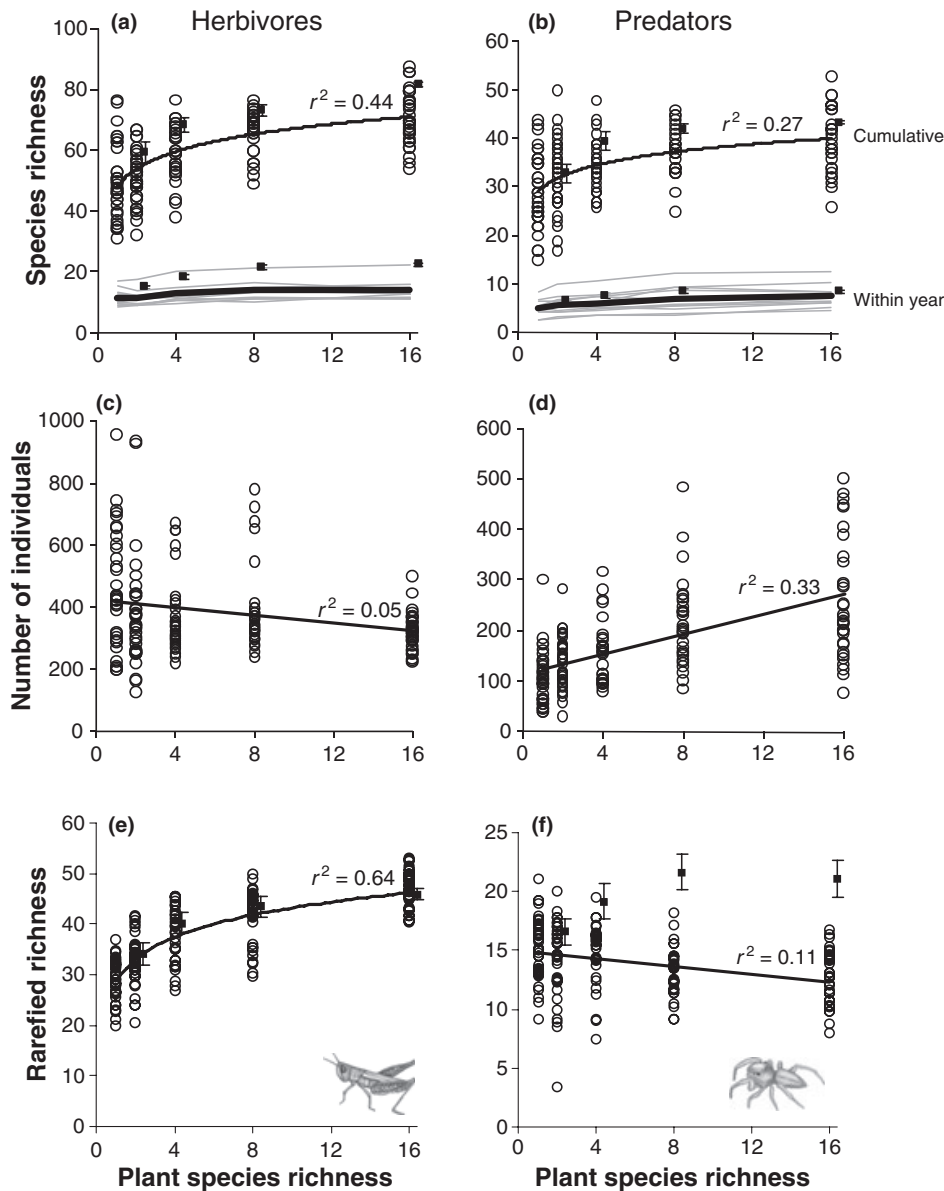 (a) Herbivores
Species richness
100
80
60
40
20
0
r² = 0.44
0 4 8 12 16
(b) Predators
60
50
40
30
20
10
0
r² = 0.27
Cumulative
Within year
0 4 8 12 16
(c)
Number of individuals
1000
800
600
400
200
0
r² = 0.05
0 4 8 12 16
(d)
600
500
400
300
200
100
0
r² = 0.33
0 4 8 12 16
(e)
Rarefied richness
60
50
40
30
20
10
0
r² = 0.64
0 4 8 12 16
Plant species richness
(f)
25
20
15
10
5
0
r² = 0.11
0 4 8 12 16
Plant species richness